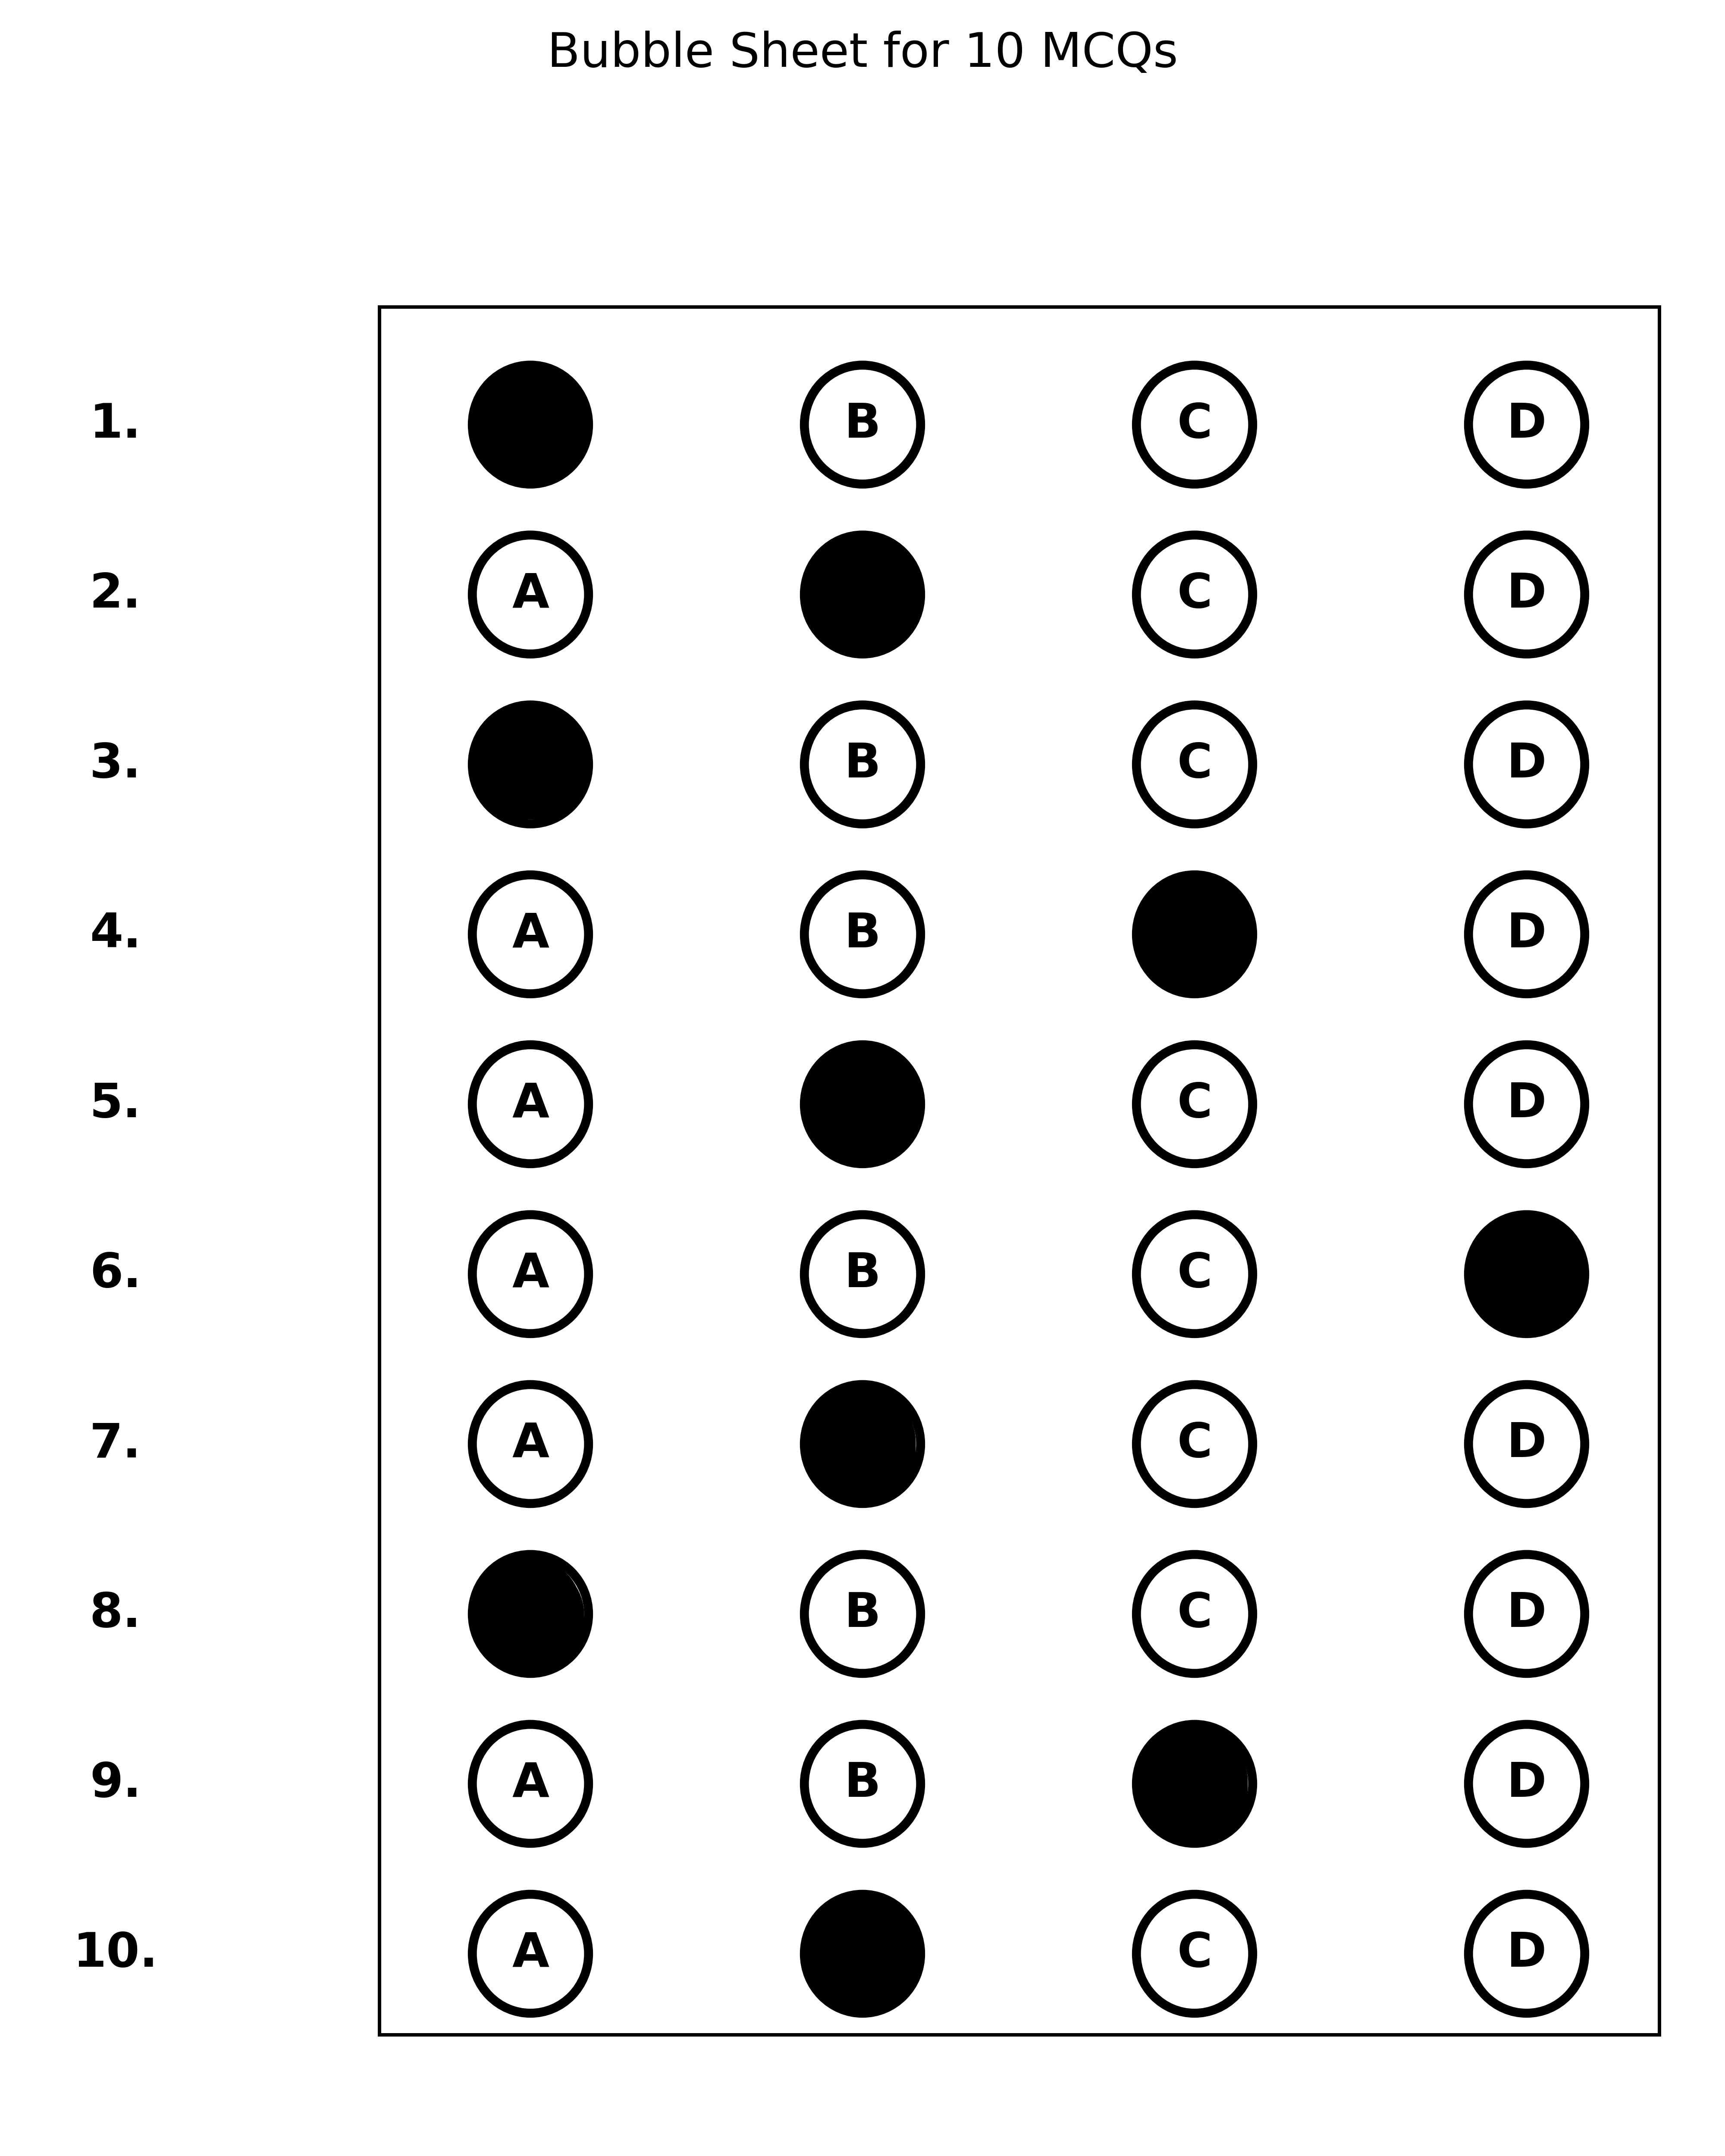 Bubble Sheet for 10 MCQs
1. B C D
2. A C D
3. B C D
4. A B D
5. A C D
6. A B C
7. A C D
8. B C D
9. A B D
10. A C D